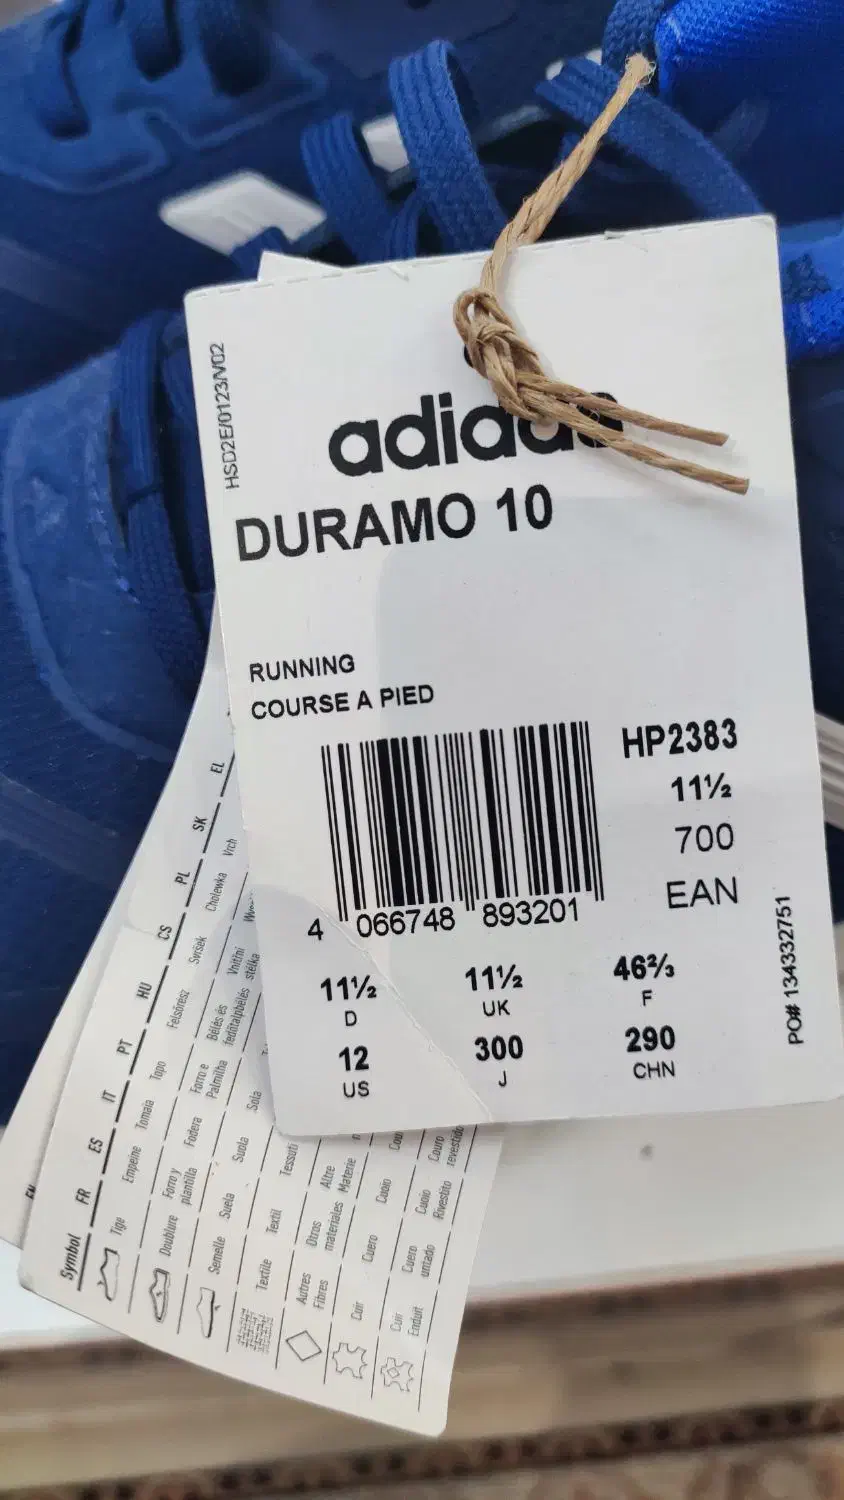 HSD2E/0123/V02
adidas
DURAMO 10
RUNNING
COURSE A PIED
HP2383
11½
700
EAN
4 066748 893201
11½ 11½ 46⅔
D UK F
12 300 290
US J CHN
PO# 134332751
EN
Symbol FR ES IT PT HU CS PL SK EL
Tige Empeine Tomaia Topo Felsőrész Svršek Cholewka Vrch
Doublure Forro y plantilla Fodera Forro e Palmilha Bélés és fedőtalpbélés Vnitřní stélka
Semelle Suela Suola Sola
Textile Textil Tessuti
Autres Fibres Otros materiales Altre Materie
Cuir Cuero Cuoio
Cuir Enduit Cuero untado Cuoio Rivestito Couro revestido